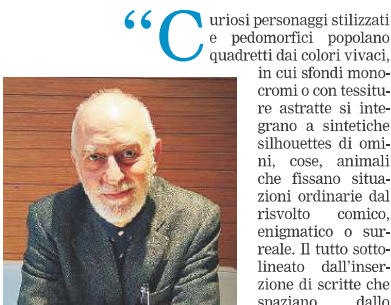 “Curiosi personaggi stilizzati
e pedomorfici popolano
quadretti dai colori vivaci,
in cui sfondi mono-
cromi o con tessitu-
re astratte si inte-
grano a sintetiche
silhouettes di omi-
ni, cose, animali
che fissano situa-
zioni ordinarie dal
risvolto comico,
enigmatico o sur-
reale. Il tutto sotto-
lineato dall'inser-
zione di scritte che
spaziano dallo